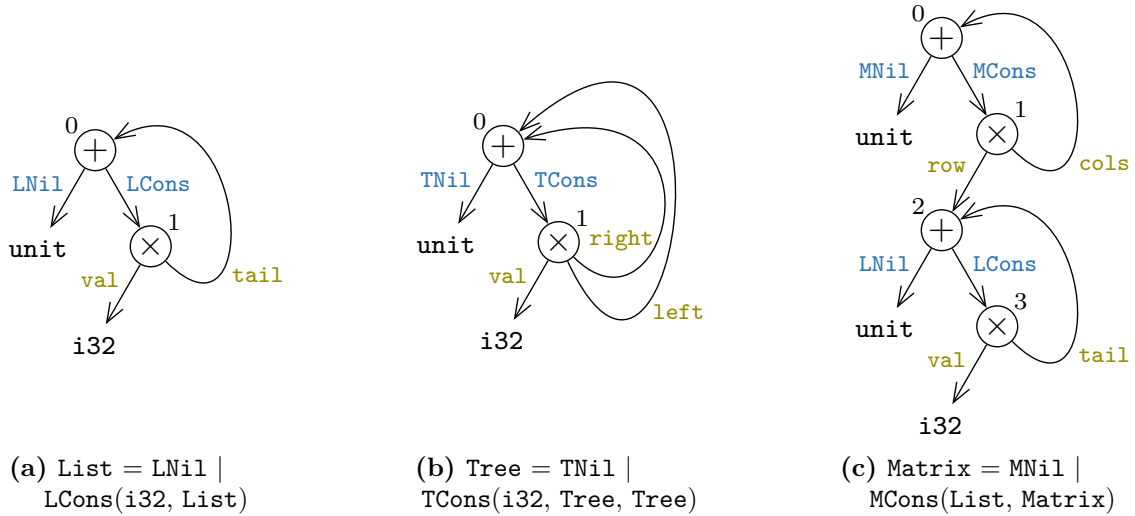 0
+
LNil LCons
unit
1
×
val tail
i32
(a) List = LNil |
LCons(i32, List)
0
+
TNil TCons
unit
1
×
right
val
left
i32
(b) Tree = TNil |
TCons(i32, Tree, Tree)
0
+
MNil MCons
unit
1
×
row cols
2
+
LNil LCons
unit
3
×
val tail
i32
(c) Matrix = MNil |
MCons(List, Matrix)